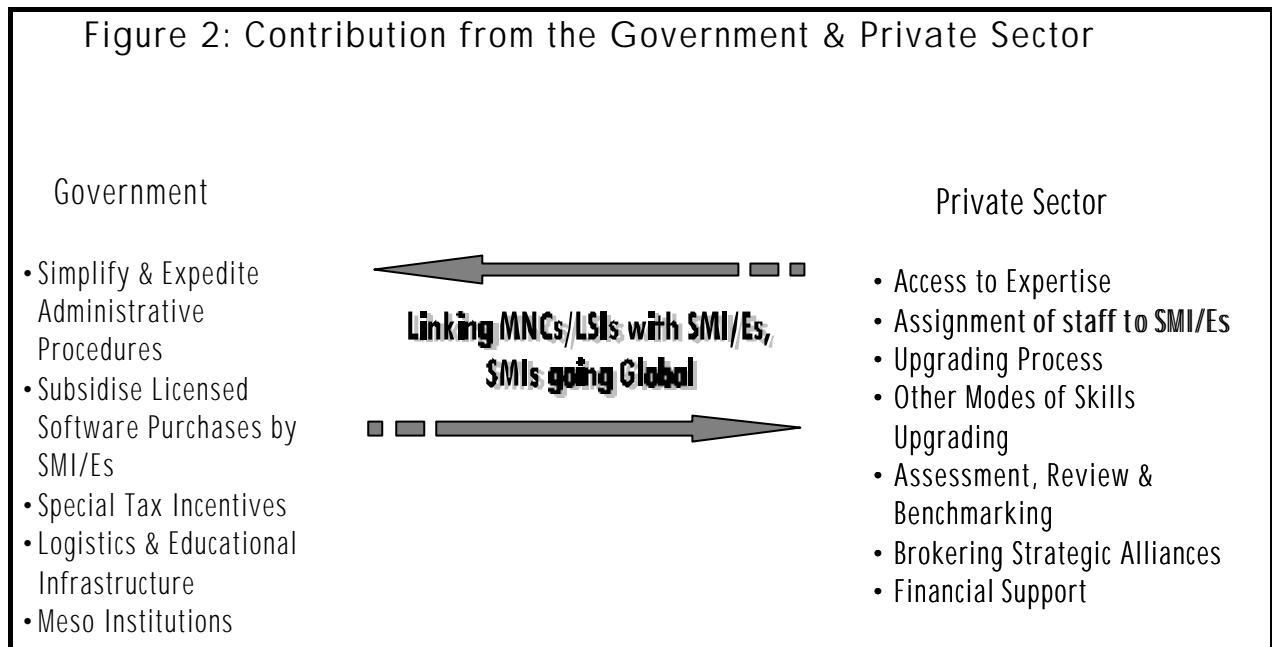 Figure 2: Contribution from the Government & Private Sector
Government
• Simplify & Expedite
Administrative
Procedures
• Subsidise Licensed
Software Purchases by
SMI/Es
• Special Tax Incentives
• Logistics & Educational
Infrastructure
• Meso Institutions
Linking MNCs/LSIs with SMI/Es,
SMIs going Global
Private Sector
• Access to Expertise
• Assignment of staff to SMI/Es
• Upgrading Process
• Other Modes of Skills
Upgrading
• Assessment, Review &
Benchmarking
• Brokering Strategic Alliances
• Financial Support